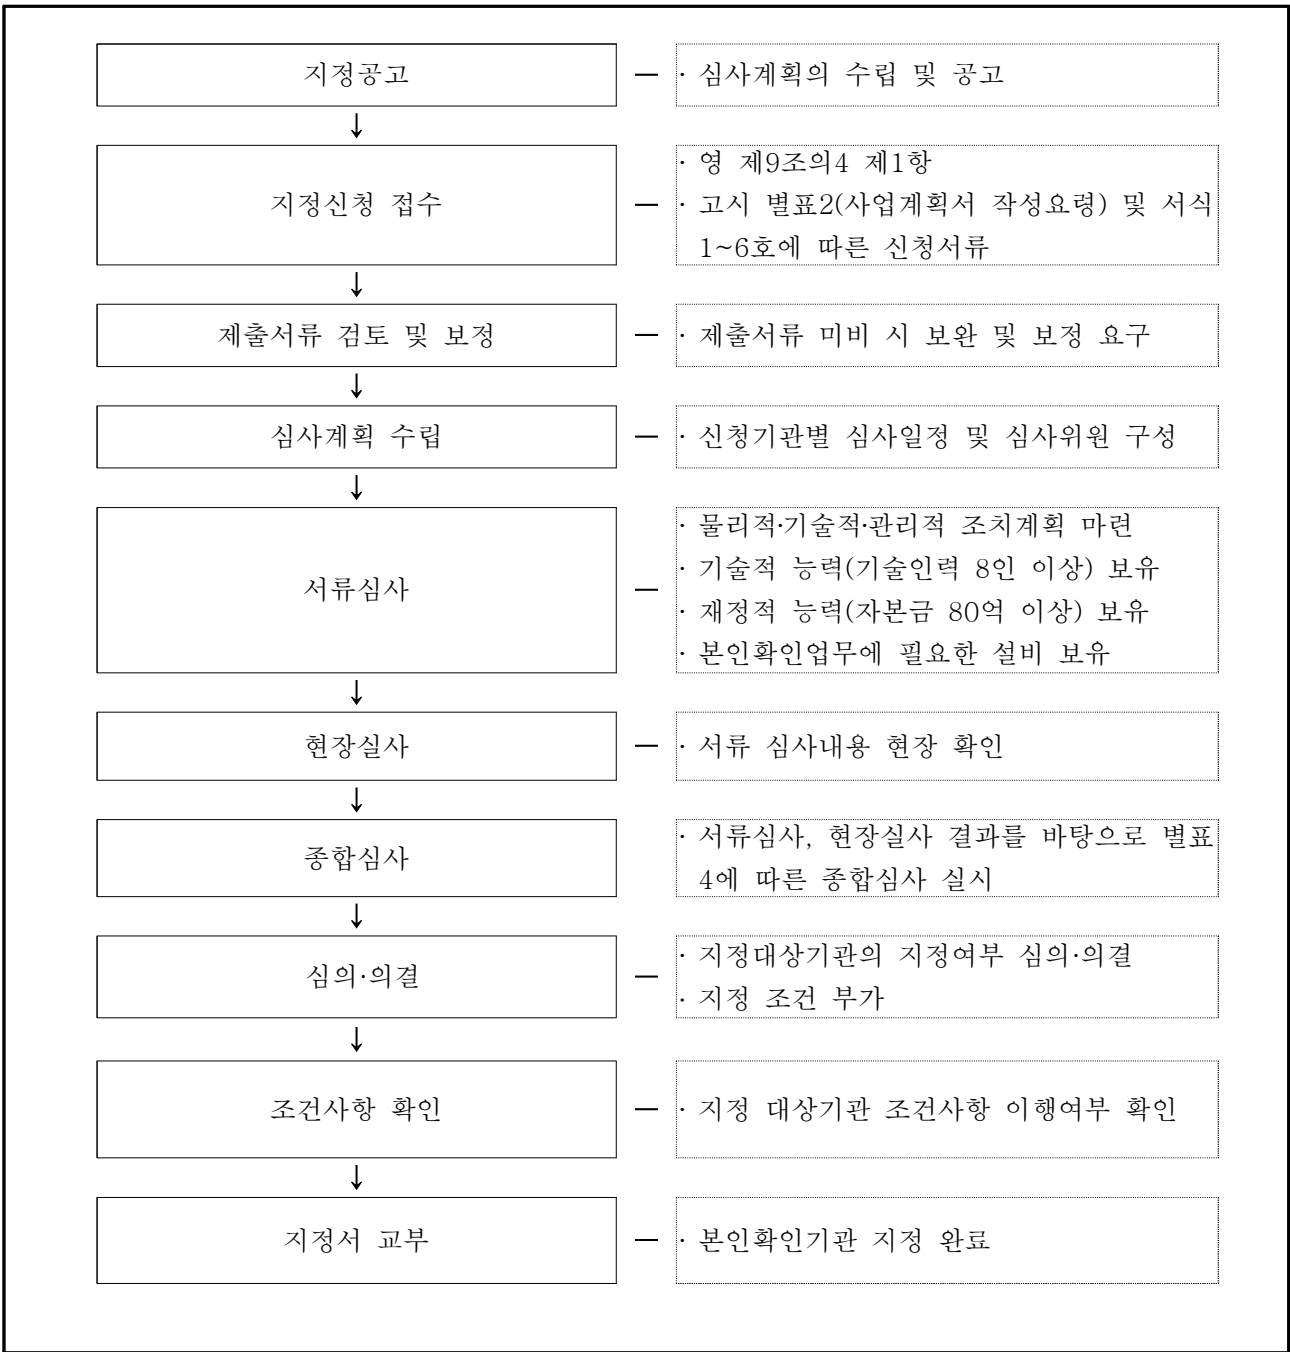 지정공고
— · 심사계획의 수립 및 공고
↓
· 영 제9조의4 제1항
지정신청 접수
— · 고시 별표2(사업계획서 작성요령) 및 서식
1~6호에 따른 신청서류
↓
제출서류 검토 및 보정
— · 제출서류 미비 시 보완 및 보정 요구
↓
심사계획 수립
— · 신청기관별 심사일정 및 심사위원 구성
↓
서류심사
—
· 물리적·기술적·관리적 조치계획 마련
· 기술적 능력(기술인력 8인 이상) 보유
· 재정적 능력(자본금 80억 이상) 보유
· 본인확인업무에 필요한 설비 보유
↓
현장실사
— · 서류 심사내용 현장 확인
↓
종합심사
· 서류심사, 현장실사 결과를 바탕으로 별표
4에 따른 종합심사 실시
↓
심의·의결
—
· 지정대상기관의 지정여부 심의·의결
· 지정 조건 부가
↓
조건사항 확인
— · 지정 대상기관 조건사항 이행여부 확인
↓
지정서 교부
— · 본인확인기관 지정 완료